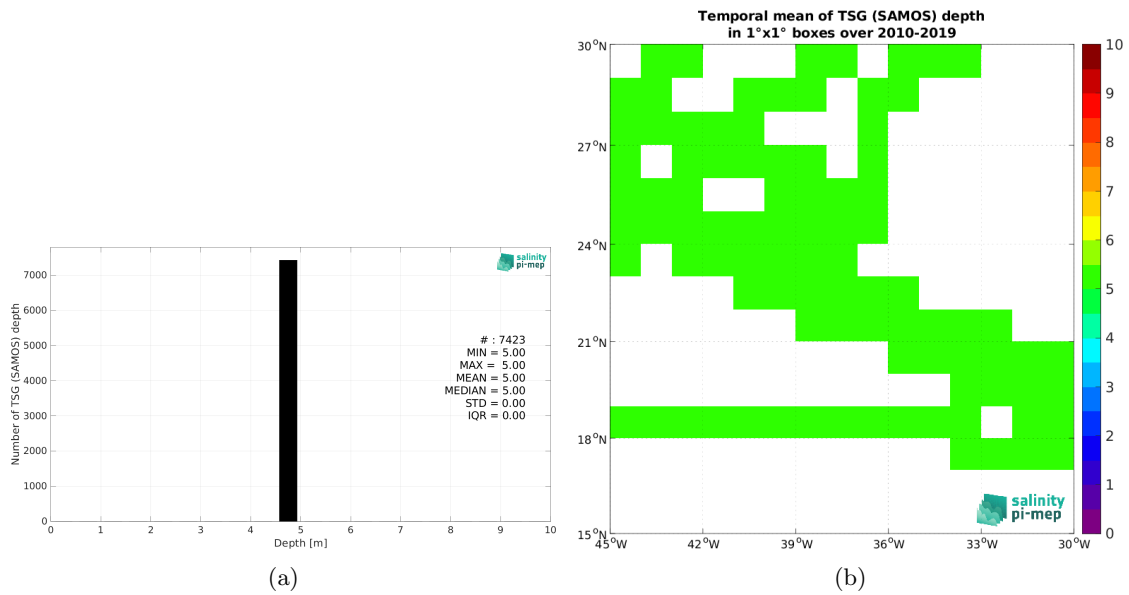 7000
6000
5000
4000
3000
2000
1000
0
Number of TSG (SAMOS) depth
salinity
pi-mep
# : 7423
MIN = 5.00
MAX = 5.00
MEAN = 5.00
MEDIAN = 5.00
STD = 0.00
IQR = 0.00
0 1 2 3 4 5 6 7 8 9 10
Depth [m]
(a)
Temporal mean of TSG (SAMOS) depth
in 1°x1° boxes over 2010-2019
30°N
27°N
24°N
21°N
18°N
15°N
45°W 42°W 39°W 36°W 33°W 30°W
salinity
pi-mep
10
9
8
7
6
5
4
3
2
1
0
(b)